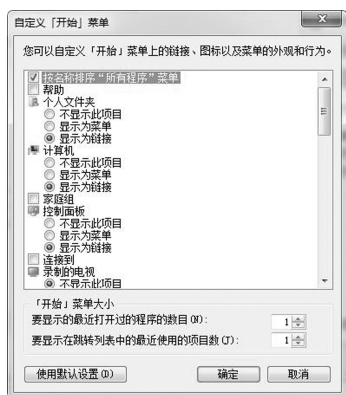 自定义「开始」菜单
您可以自定义「开始」菜单上的链接、图标以及菜单的外观和行为。
按名称排序“所有程序”菜单
帮助
个人文件夹
不显示此项目
显示为菜单
显示为链接
计算机
不显示此项目
显示为菜单
显示为链接
家庭组
控制面板
不显示此项目
显示为菜单
显示为链接
连接到
录制的电视
不显示此项目
「开始」菜单大小
要显示的最近打开过的程序的数目(N): 1
要显示在跳转列表中的最近使用的项目数(J): 1
使用默认设置(D) 确定 取消